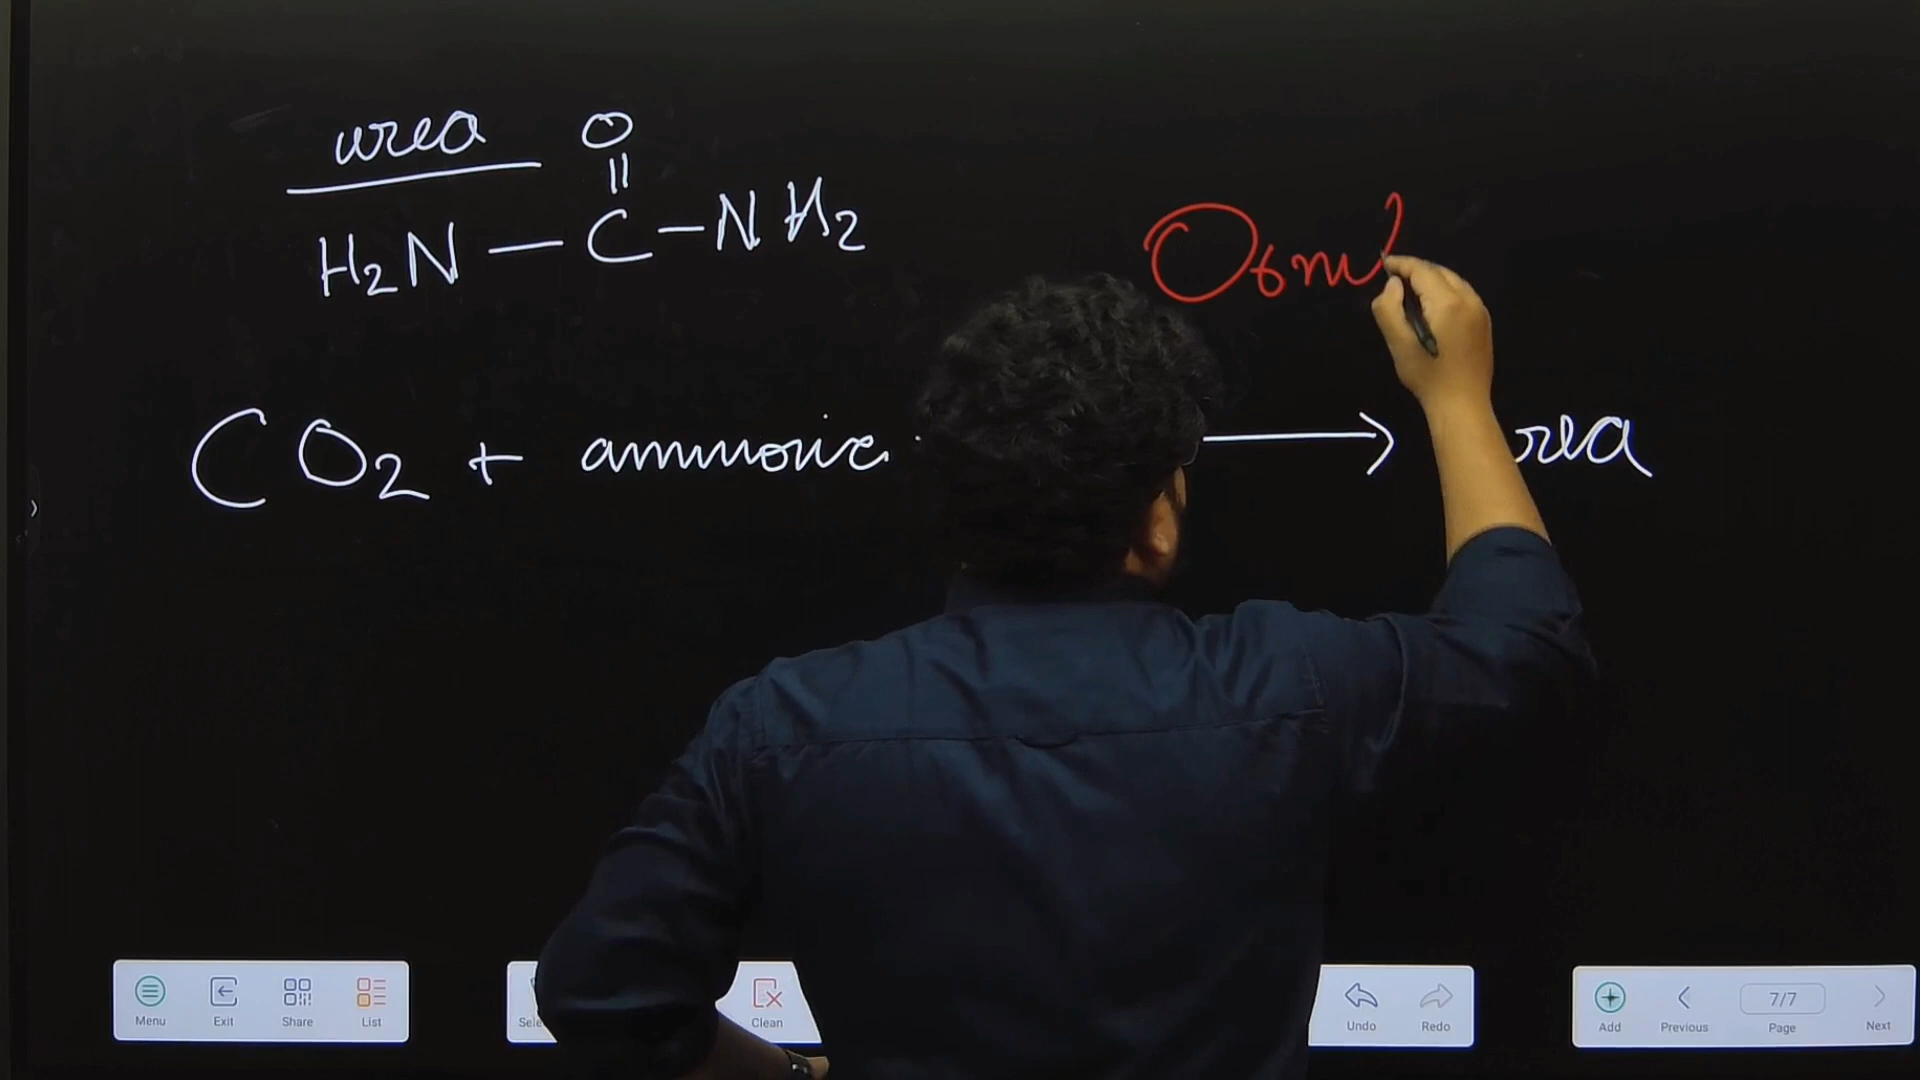 urea
O
||
H2N — C — NH2
CO2 + ammonia → rea
Menu Exit Share List Clean Undo Redo Add Previous 7/7 Page Next